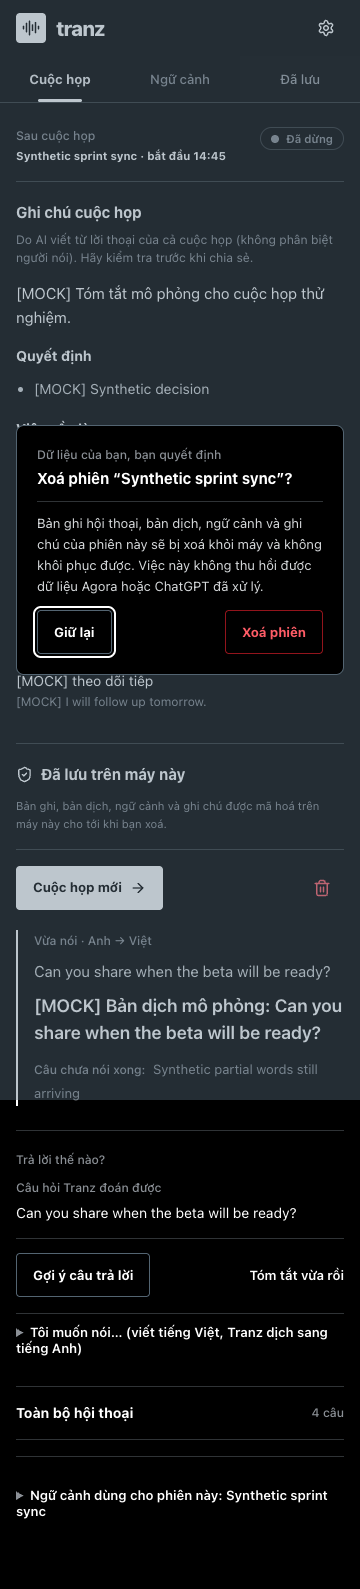 tranz
Cuộc họp
Ngữ cảnh
Đã lưu
Sau cuộc họp
Synthetic sprint sync · bắt đầu 14:45
Đã dừng
Ghi chú cuộc họp
Do AI viết từ lời thoại của cả cuộc họp (không phân biệt
người nói). Hãy kiểm tra trước khi chia sẻ.
[MOCK] Tóm tắt mô phỏng cho cuộc họp thử
nghiệm.
Quyết định
• [MOCK] Synthetic decision
Dữ liệu của bạn, bạn quyết định
Xoá phiên “Synthetic sprint sync”?
Bản ghi hội thoại, bản dịch, ngữ cảnh và ghi
chú của phiên này sẽ bị xoá khỏi máy và không
khôi phục được. Việc này không thu hồi được
dữ liệu Agora hoặc ChatGPT đã xử lý.
Giữ lại
Xoá phiên
[MOCK] theo dõi tiếp
[MOCK] I will follow up tomorrow.
Đã lưu trên máy này
Bản ghi, bản dịch, ngữ cảnh và ghi chú được mã hoá trên
máy này cho tới khi bạn xoá.
Cuộc họp mới →
Vừa nói · Anh → Việt
Can you share when the beta will be ready?
[MOCK] Bản dịch mô phỏng: Can you
share when the beta will be ready?
Câu chưa nói xong: Synthetic partial words still
arriving
Trả lời thế nào?
Câu hỏi Tranz đoán được
Can you share when the beta will be ready?
Gợi ý câu trả lời
Tóm tắt vừa rồi
▶ Tôi muốn nói... (viết tiếng Việt, Tranz dịch sang
tiếng Anh)
Toàn bộ hội thoại
4 câu
▶ Ngữ cảnh dùng cho phiên này: Synthetic sprint
sync